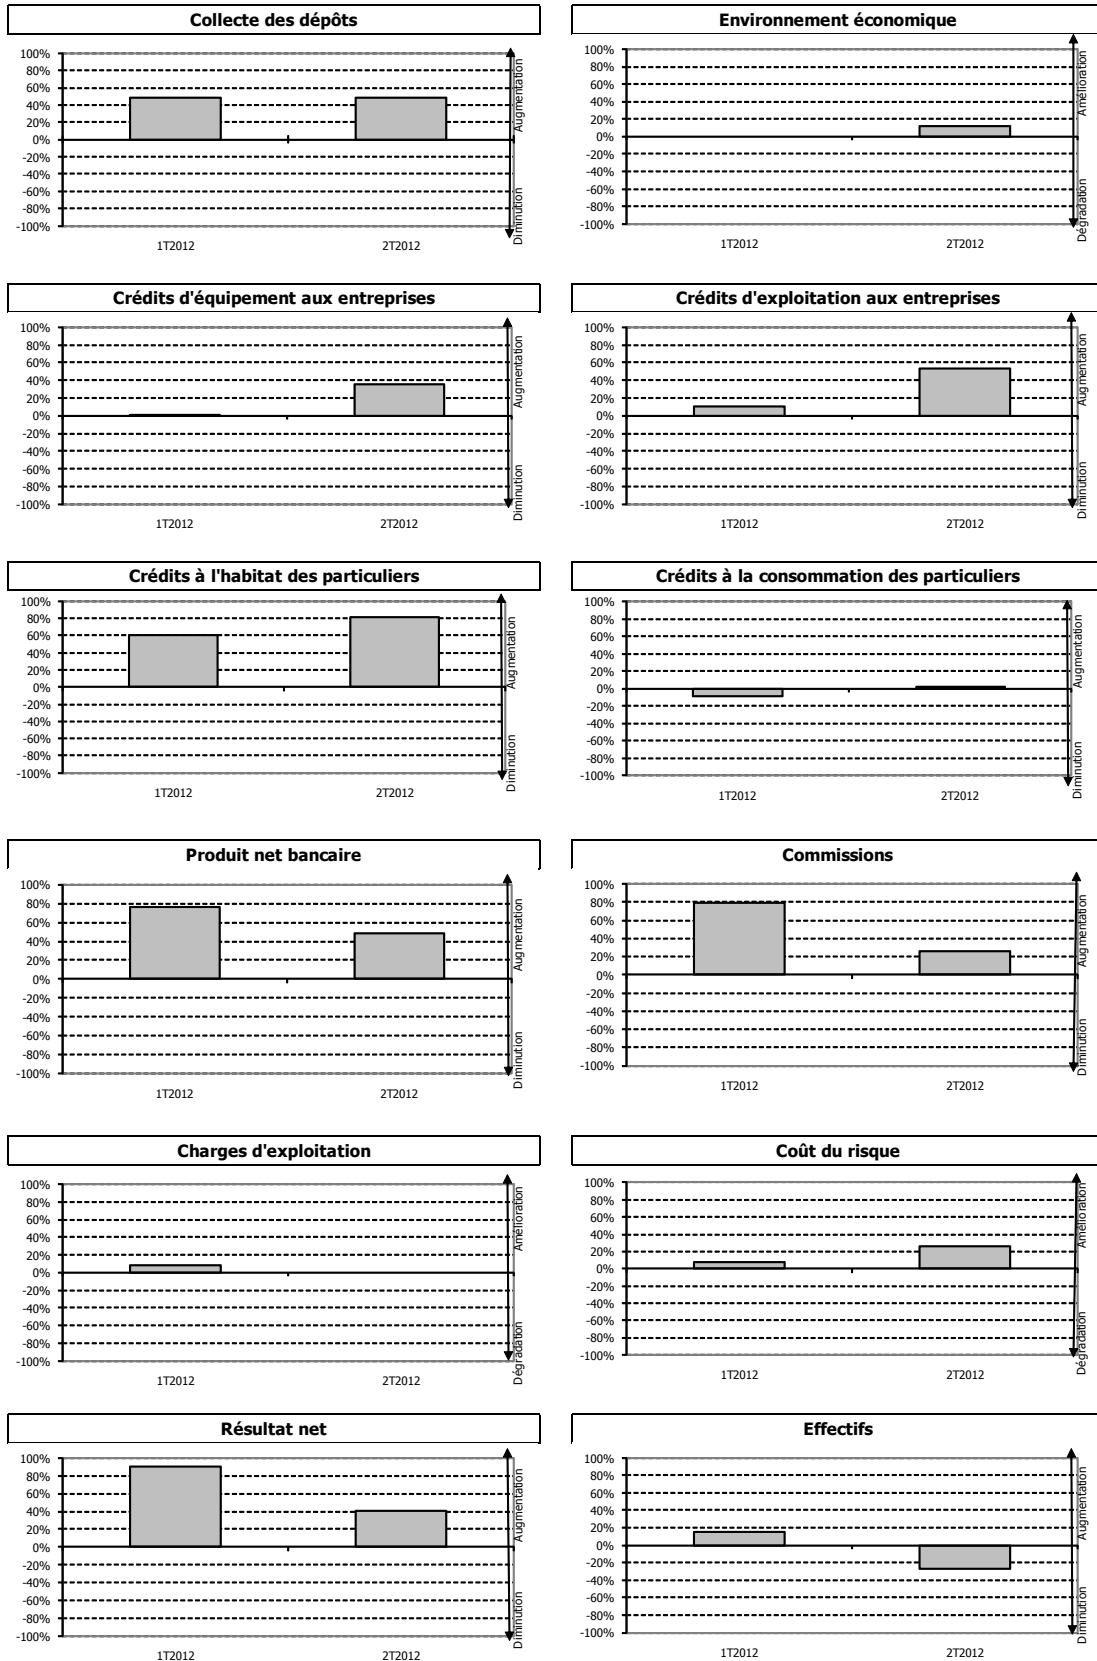 Collecte des dépôts
100%
80%
60%
40%
20%
0%
-20%
-40%
-60%
-80%
-100%
Augmentation
Diminution
1T2012
2T2012
Environnement économique
100%
80%
60%
40%
20%
0%
-20%
-40%
-60%
-80%
-100%
Amélioration
Dégradation
1T2012
2T2012
Crédits d'équipement aux entreprises
100%
80%
60%
40%
20%
0%
-20%
-40%
-60%
-80%
-100%
Augmentation
Diminution
1T2012
2T2012
Crédits d'exploitation aux entreprises
100%
80%
60%
40%
20%
0%
-20%
-40%
-60%
-80%
-100%
Augmentation
Diminution
1T2012
2T2012
Crédits à l'habitat des particuliers
100%
80%
60%
40%
20%
0%
-20%
-40%
-60%
-80%
-100%
Augmentation
Diminution
1T2012
2T2012
Crédits à la consommation des particuliers
100%
80%
60%
40%
20%
0%
-20%
-40%
-60%
-80%
-100%
Augmentation
Diminution
1T2012
2T2012
Produit net bancaire
100%
80%
60%
40%
20%
0%
-20%
-40%
-60%
-80%
-100%
Augmentation
Diminution
1T2012
2T2012
Commissions
100%
80%
60%
40%
20%
0%
-20%
-40%
-60%
-80%
-100%
Augmentation
Diminution
1T2012
2T2012
Charges d'exploitation
100%
80%
60%
40%
20%
0%
-20%
-40%
-60%
-80%
-100%
Amélioration
Dégradation
1T2012
2T2012
Coût du risque
100%
80%
60%
40%
20%
0%
-20%
-40%
-60%
-80%
-100%
Amélioration
Dégradation
1T2012
2T2012
Résultat net
100%
80%
60%
40%
20%
0%
-20%
-40%
-60%
-80%
-100%
Augmentation
Diminution
1T2012
2T2012
Effectifs
100%
80%
60%
40%
20%
0%
-20%
-40%
-60%
-80%
-100%
Augmentation
Diminution
1T2012
2T2012